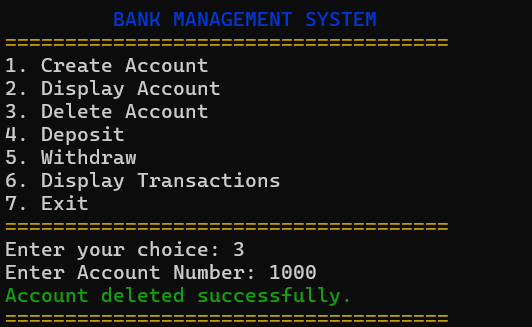 BANK MANAGEMENT SYSTEM
=====================================
1. Create Account
2. Display Account
3. Delete Account
4. Deposit
5. Withdraw
6. Display Transactions
7. Exit
=====================================
Enter your choice: 3
Enter Account Number: 1000
Account deleted successfully.
=====================================